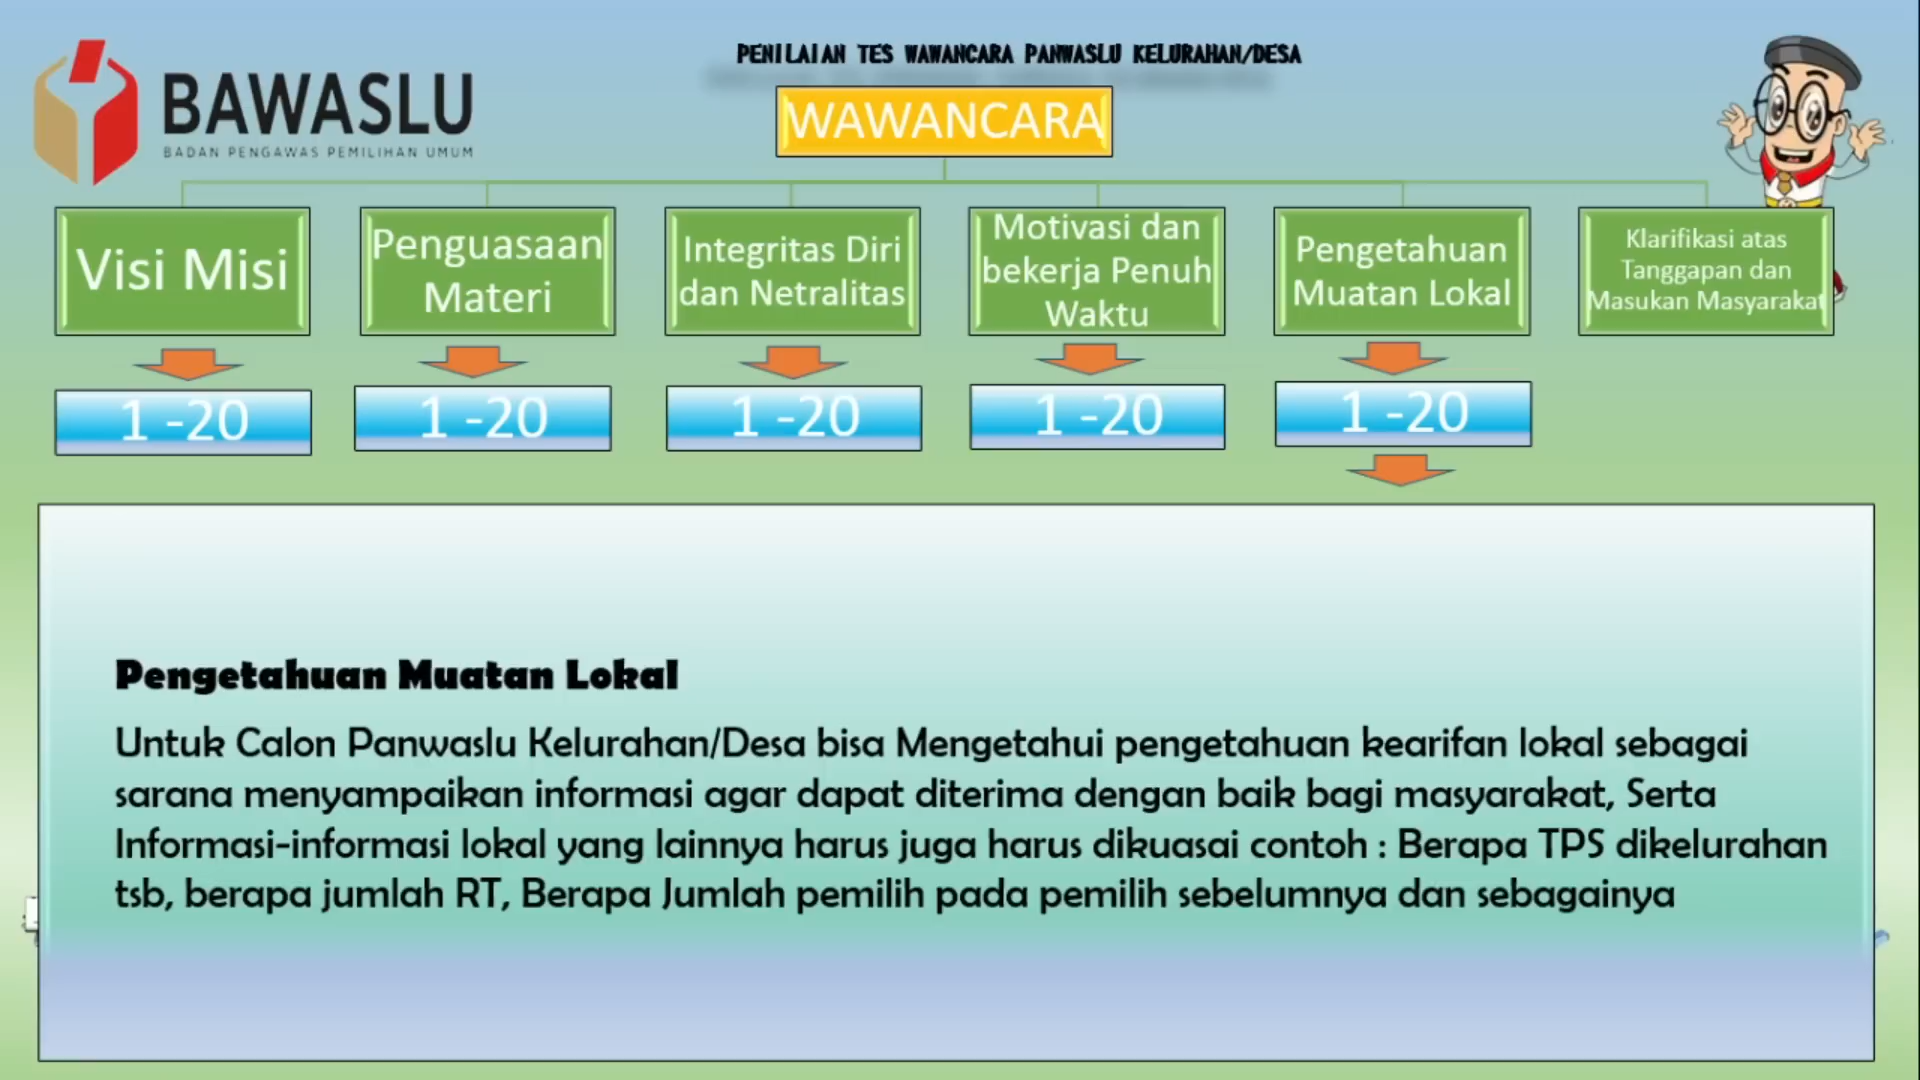 PENILAIAN TES WAWANCARA PANWASLU KELURAHAN/DESA
BAWASLU
BADAN PENGAWAS PEMILIHAN UMUM
WAWANCARA
Visi Misi
Penguasaan
Materi
Integritas Diri
dan Netralitas
Motivasi dan
bekerja Penuh
Waktu
Pengetahuan
Muatan Lokal
Klarifikasi atas
Tanggapan dan
Masukan Masyarakat
1 -20
1 -20
1 -20
1 -20
1 -20
Pengetahuan Muatan Lokal
Untuk Calon Panwaslu Kelurahan/Desa bisa Mengetahui pengetahuan kearifan lokal sebagai
sarana menyampaikan informasi agar dapat diterima dengan baik bagi masyarakat, Serta
Informasi-informasi lokal yang lainnya harus juga harus dikuasai contoh : Berapa TPS dikelurahan
tsb, berapa jumlah RT, Berapa Jumlah pemilih pada pemilih sebelumnya dan sebagainya